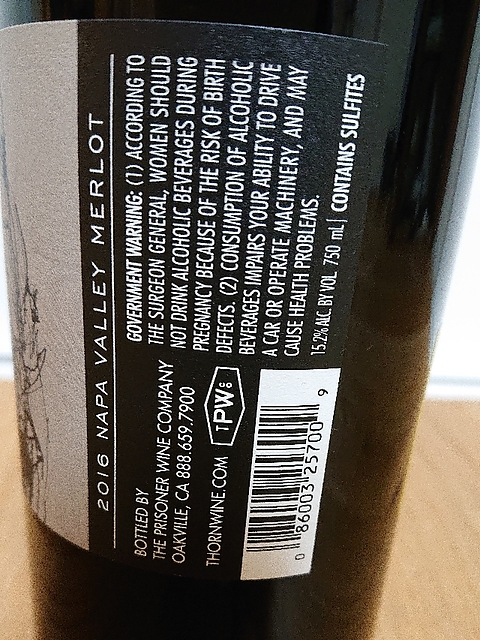 2016 NAPA VALLEY MERLOT
BOTTLED BY
THE PRISONER WINE COMPANY
OAKVILLE, CA 888.659.7900
THORNWINE.COM
TPWCo
0 86003 25700 9
GOVERNMENT WARNING: (1) ACCORDING TO
THE SURGEON GENERAL, WOMEN SHOULD
NOT DRINK ALCOHOLIC BEVERAGES DURING
PREGNANCY BECAUSE OF THE RISK OF BIRTH
DEFECTS. (2) CONSUMPTION OF ALCOHOLIC
BEVERAGES IMPAIRS YOUR ABILITY TO DRIVE
A CAR OR OPERATE MACHINERY, AND MAY
CAUSE HEALTH PROBLEMS.
15.2% ALC. BY VOL. 750 mL | CONTAINS SULFITES